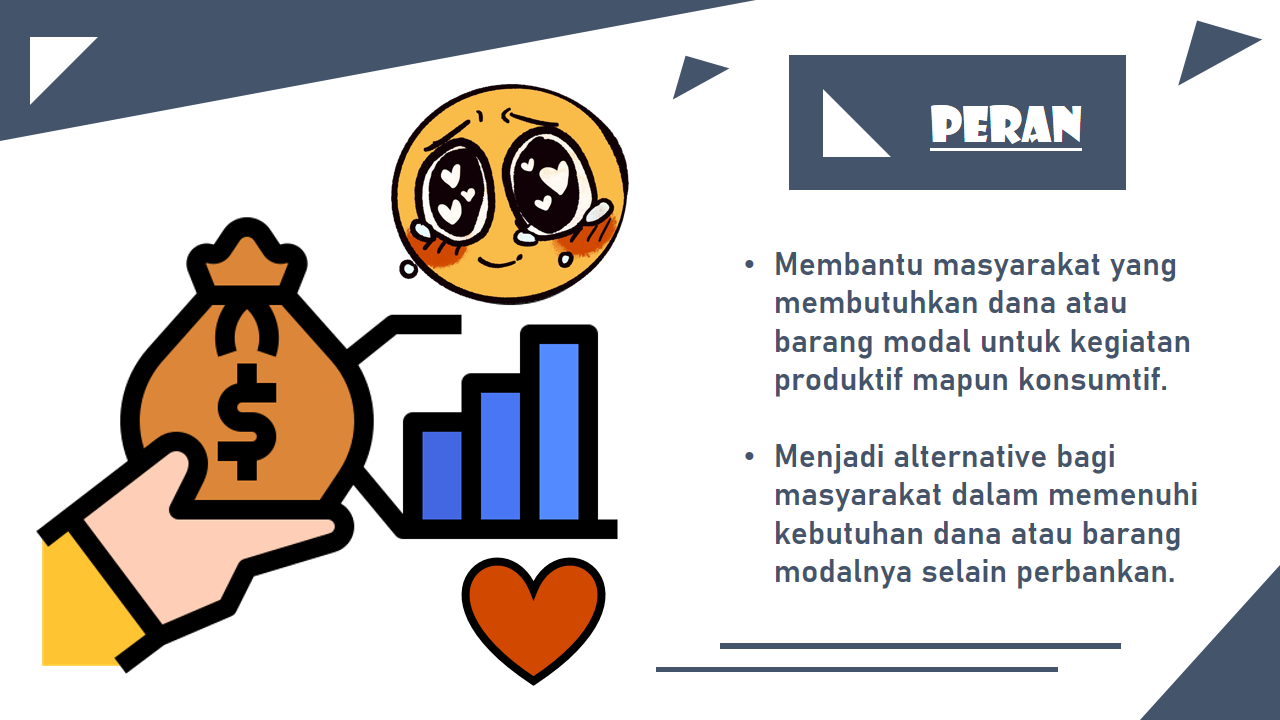 PERAN
• Membantu masyarakat yang
membutuhkan dana atau
barang modal untuk kegiatan
produktif mapun konsumtif.
• Menjadi alternative bagi
masyarakat dalam memenuhi
kebutuhan dana atau barang
modalnya selain perbankan.
$